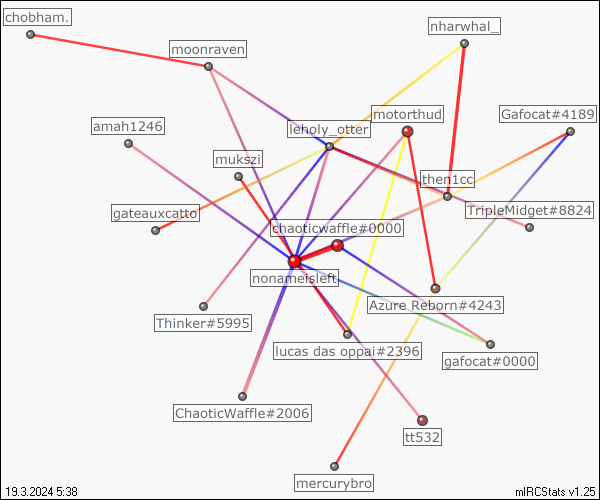 chobham.
nharwhal_
moonraven
motorthud
Gafocat#4189
amah1246
leholy_otter
mukszi
then1cc
TripleMidget#8824
gateauxcatto
chaoticwaffle#0000
nonameisleft
Azure Reborn#4243
Thinker#5995
lucas das oppai#2396
gafocat#0000
ChaoticWaffle#2006
tt532
mercurybro
19.3.2024 5:38
mIRCStats v1.25